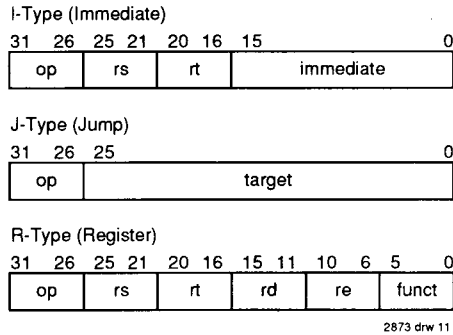 I-Type (Immediate)
31 26 25 21 20 16 15 0
op rs rt immediate
J-Type (Jump)
31 26 25 0
op target
R-Type (Register)
31 26 25 21 20 16 15 11 10 6 5 0
op rs rt rd re funct
2873 drw 11